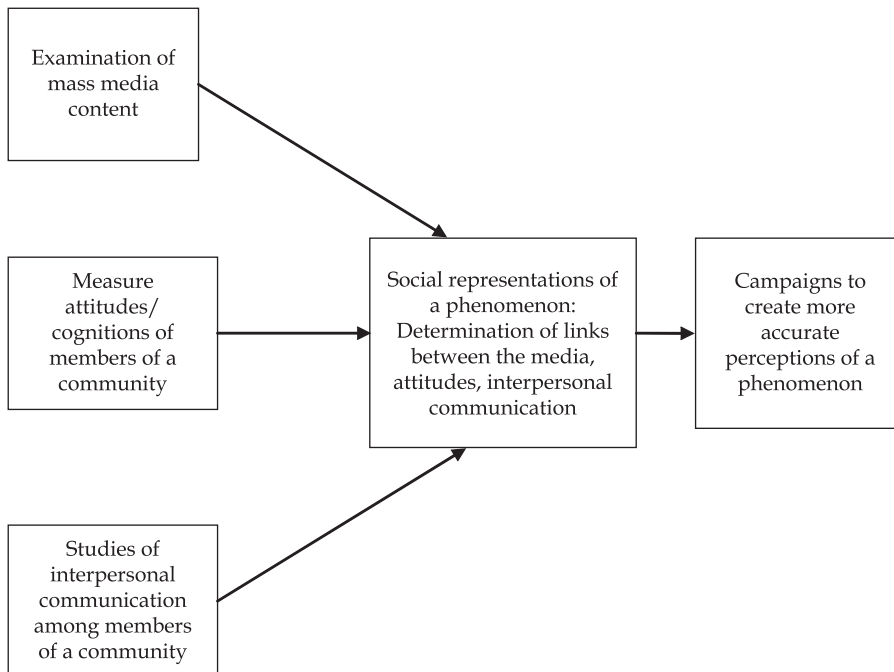 Examination of
mass media
content
Measure
attitudes/
cognitions of
members of a
community
Studies of
interpersonal
communication
among members
of a community
Social representations of
a phenomenon:
Determination of links
between the media,
attitudes, interpersonal
communication
Campaigns to
create more
accurate
perceptions of a
phenomenon